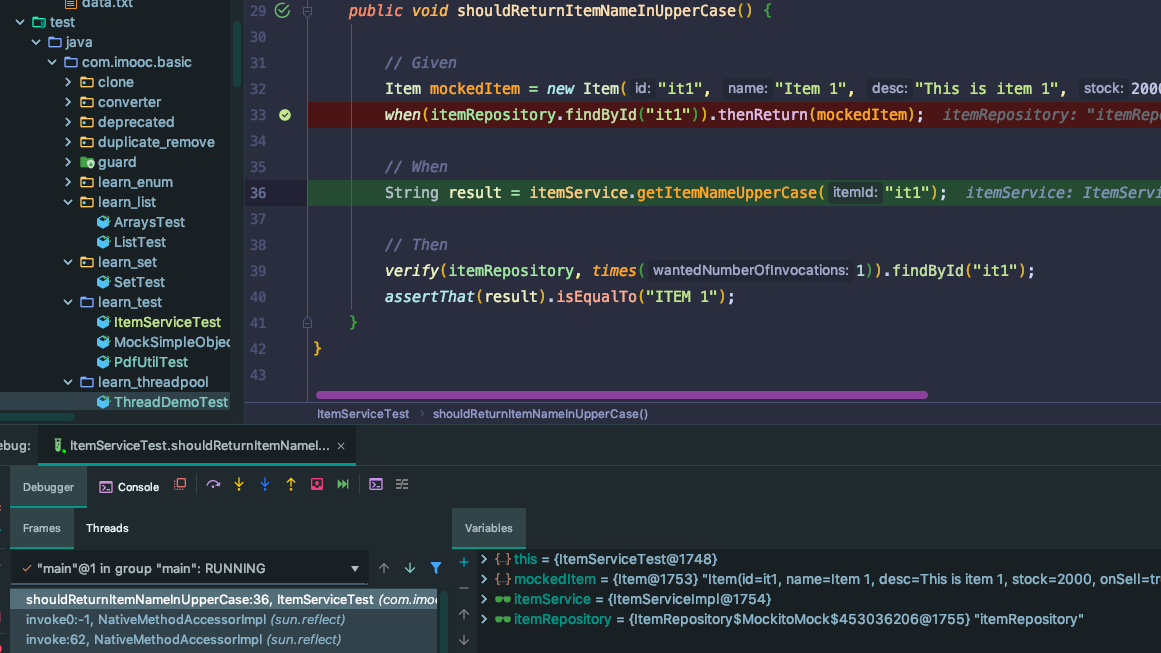 data.txt
test
java
com.imooc.basic
clone
converter
deprecated
duplicate_remove
guard
learn_enum
learn_list
ArraysTest
ListTest
learn_set
SetTest
learn_test
ItemServiceTest
MockSimpleObjec
PdfUtilTest
learn_threadpool
ThreadDemoTest
29 public void shouldReturnItemNameInUpperCase() {
30
31 // Given
32 Item mockedItem = new Item( id: "it1", name: "Item 1", desc: "This is item 1", stock: 2000
33 when(itemRepository.findById("it1")).thenReturn(mockedItem); itemRepository: "itemRepo
34
35 // When
36 String result = itemService.getItemNameUpperCase( itemId: "it1"); itemService: ItemServi
37
38 // Then
39 verify(itemRepository, times( wantedNumberOfInvocations: 1)).findById("it1");
40 assertThat(result).isEqualTo("ITEM 1");
41 }
42 }
43
ItemServiceTest › shouldReturnItemNameInUpperCase()
ebug: ItemServiceTest.shouldReturnItemNameI... ×
Debugger Console
Frames Threads
"main"@1 in group "main": RUNNING
shouldReturnItemNameInUpperCase:36, ItemServiceTest (com.imoo
invoke0:-1, NativeMethodAccessorImpl (sun.reflect)
invoke:62, NativeMethodAccessorImpl (sun.reflect)
Variables
this = {ItemServiceTest@1748}
mockedItem = {Item@1753} "Item(id=it1, name=Item 1, desc=This is item 1, stock=2000, onSell=tr
itemService = {ItemServiceImpl@1754}
itemRepository = {ItemRepository$MockitoMock$453036206@1755} "itemRepository"